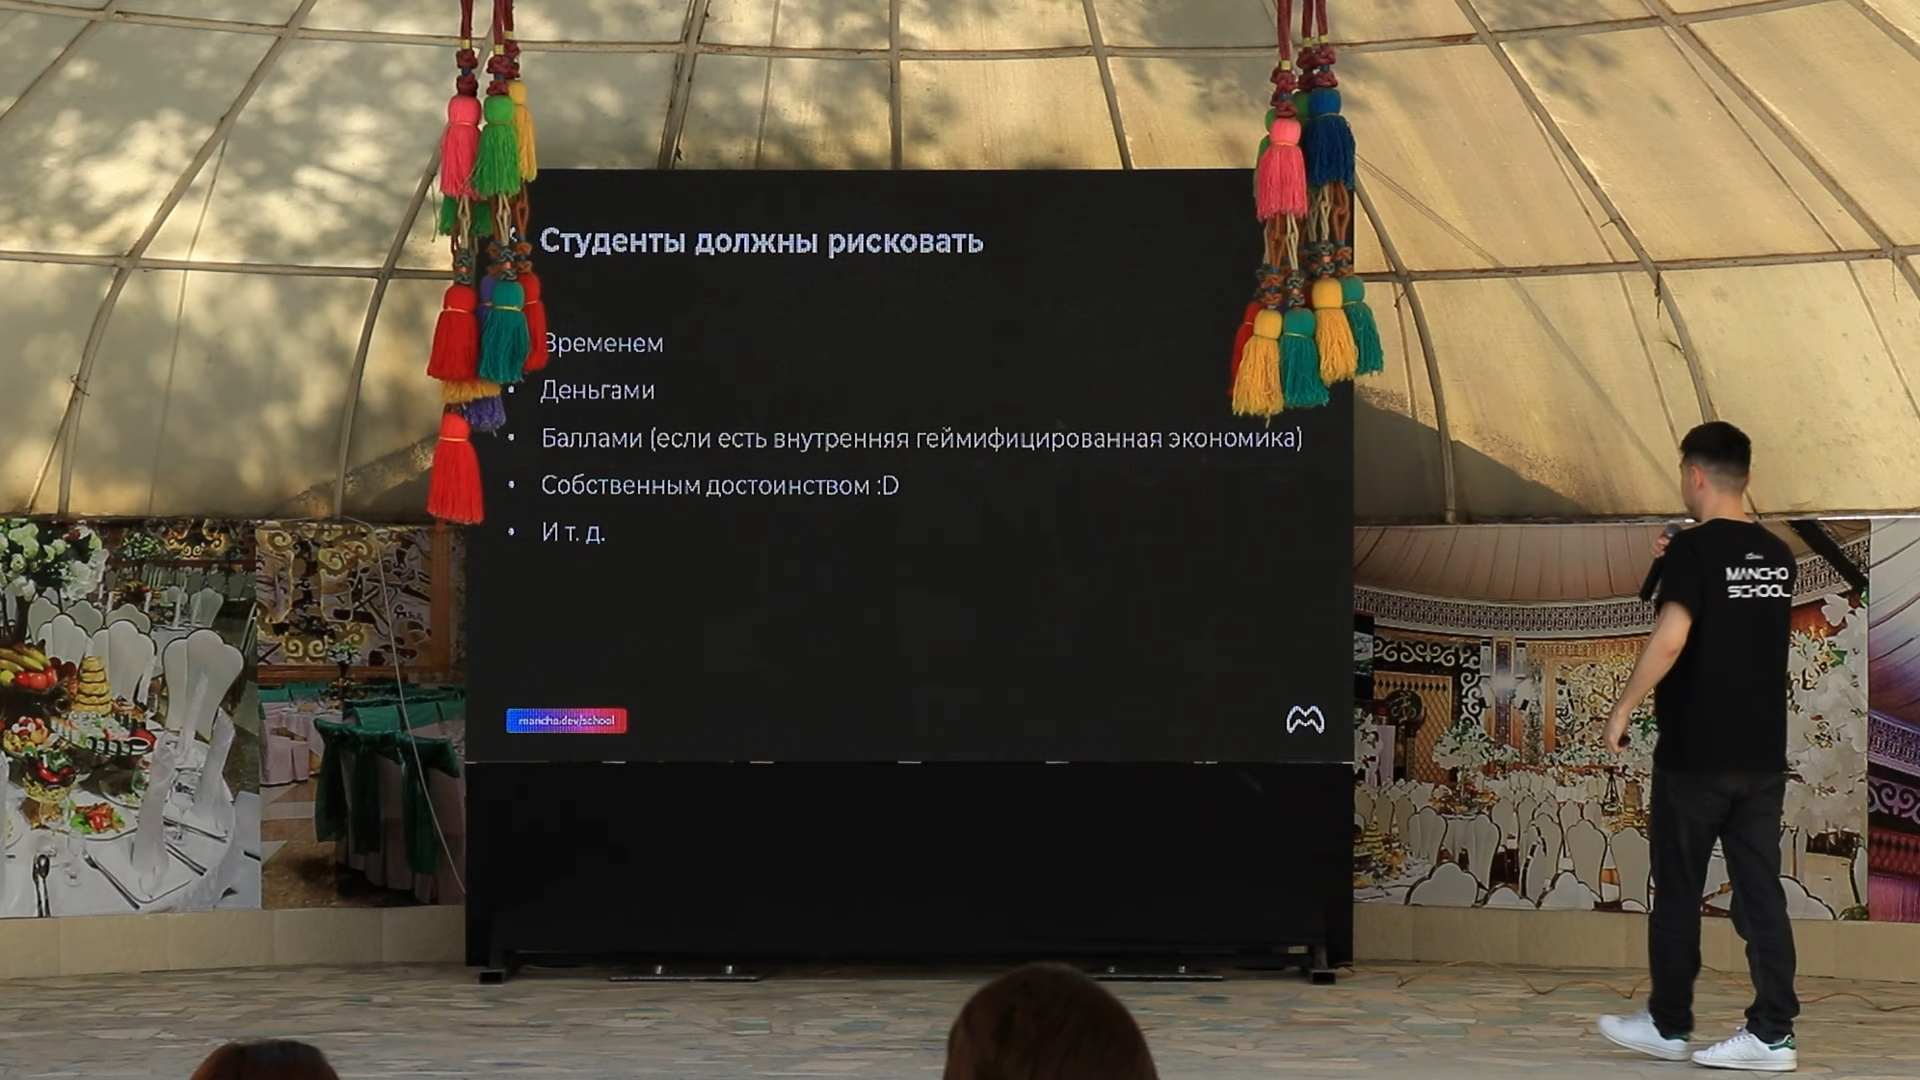 Студенты должны рисковать
Временем
• Деньгами
• Баллами (если есть внутренняя геймифицированная экономика)
• Собственным достоинством :D
• И т. д.
mancho.dev/school
MANCHO
SCHOOL